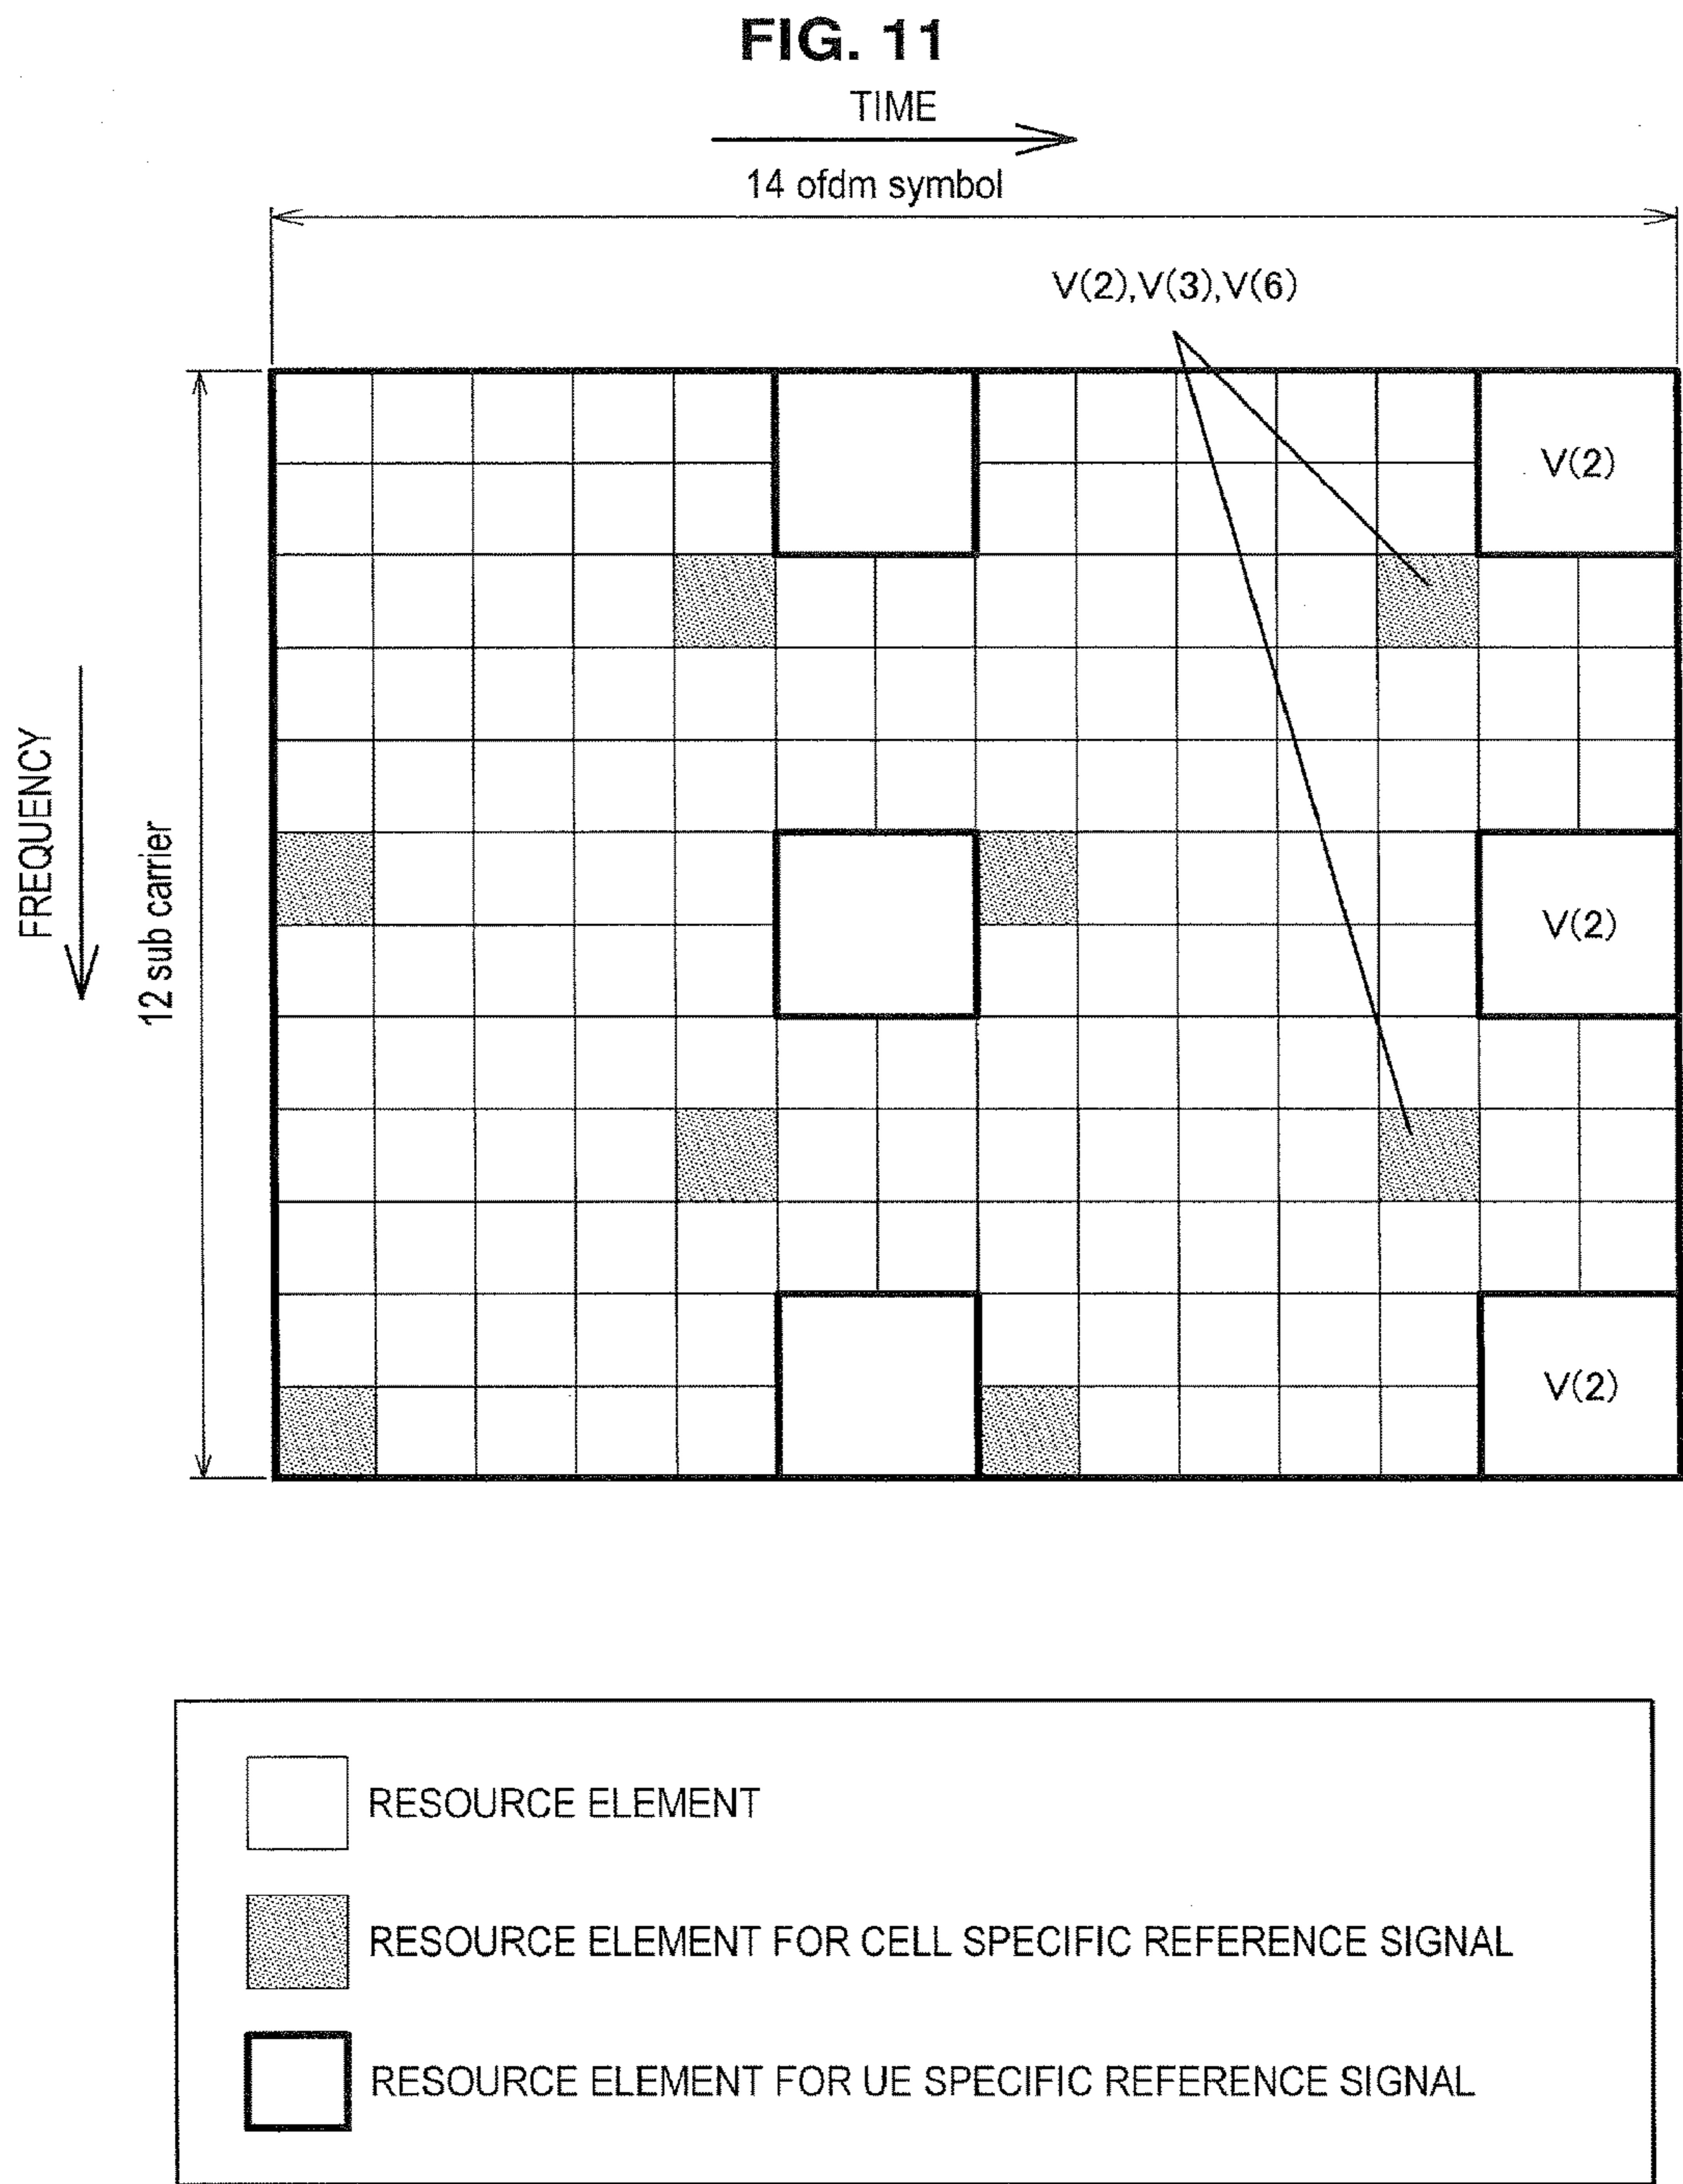 FIG. 11
TIME
14 ofdm symbol
V(2),V(3),V(6)
V(2)
FREQUENCY
12 sub carrier
V(2)
V(2)
RESOURCE ELEMENT
RESOURCE ELEMENT FOR CELL SPECIFIC REFERENCE SIGNAL
RESOURCE ELEMENT FOR UE SPECIFIC REFERENCE SIGNAL